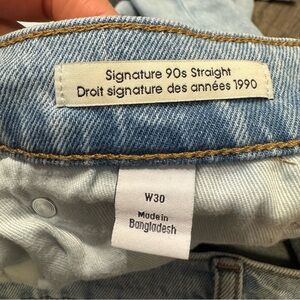 Signature 90s Straight
Droit signature des années 1990
W30
Made in
Bangladesh